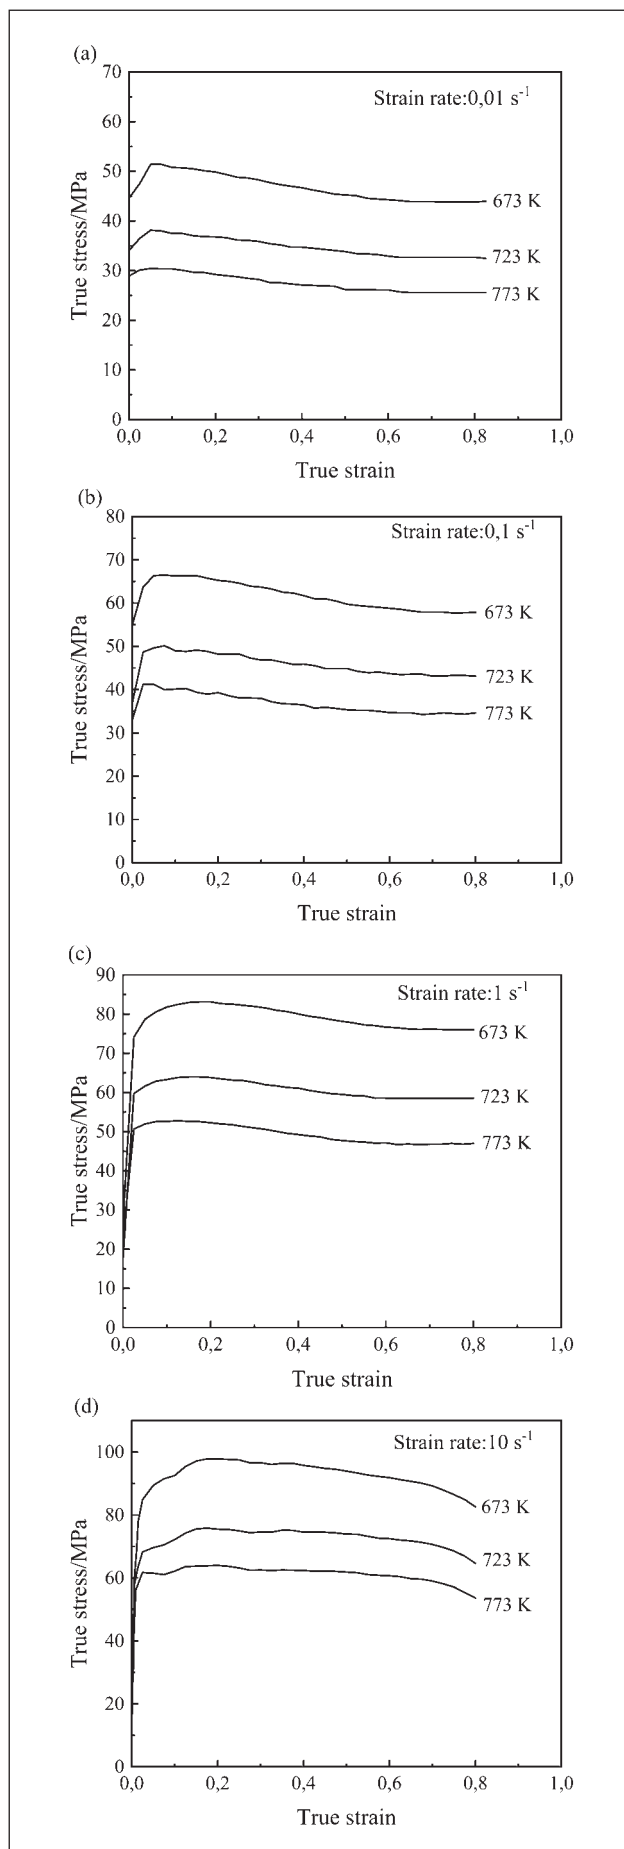 (a)
70
60
50
40
30
20
10
0
Strain rate:0,01 s⁻¹
673 K
723 K
773 K
True stress/MPa
0,0 0,2 0,4 0,6 0,8 1,0
True strain
(b)
80
70
60
50
40
30
20
10
0
Strain rate:0,1 s⁻¹
673 K
723 K
773 K
True stress/MPa
0,0 0,2 0,4 0,6 0,8 1,0
True strain
(c)
90
80
70
60
50
40
30
20
10
0
Strain rate:1 s⁻¹
673 K
723 K
773 K
True stress/MPa
0,0 0,2 0,4 0,6 0,8 1,0
True strain
(d)
100
80
60
40
20
0
Strain rate:10 s⁻¹
673 K
723 K
773 K
True stress/MPa
0,0 0,2 0,4 0,6 0,8 1,0
True strain